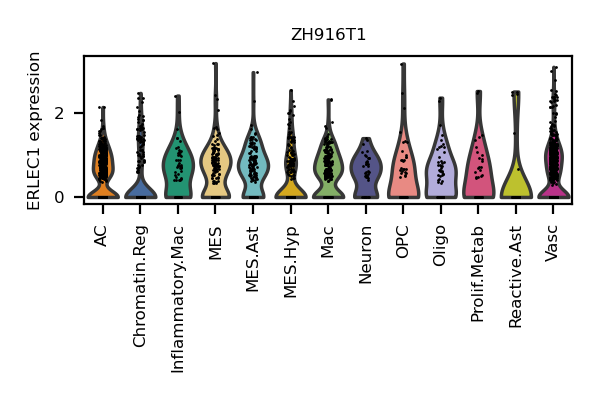 ZH916T1
ERLEC1 expression
2
0
AC
Chromatin.Reg
Inflammatory.Mac
MES
MES.Ast
MES.Hyp
Mac
Neuron
OPC
Oligo
Prolif.Metab
Reactive.Ast
Vasc